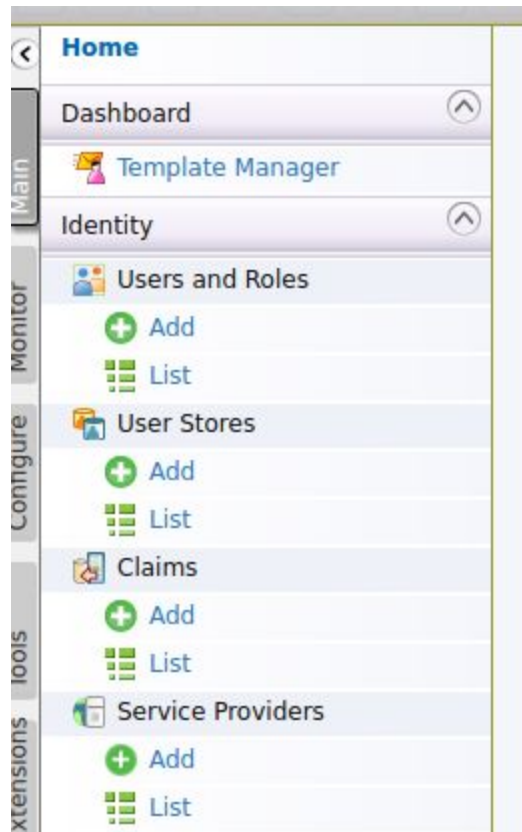 Home
Dashboard
Template Manager
Identity
Users and Roles
Add
List
User Stores
Add
List
Claims
Add
List
Service Providers
Add
List
Main
Monitor
Configure
Tools
xtensions